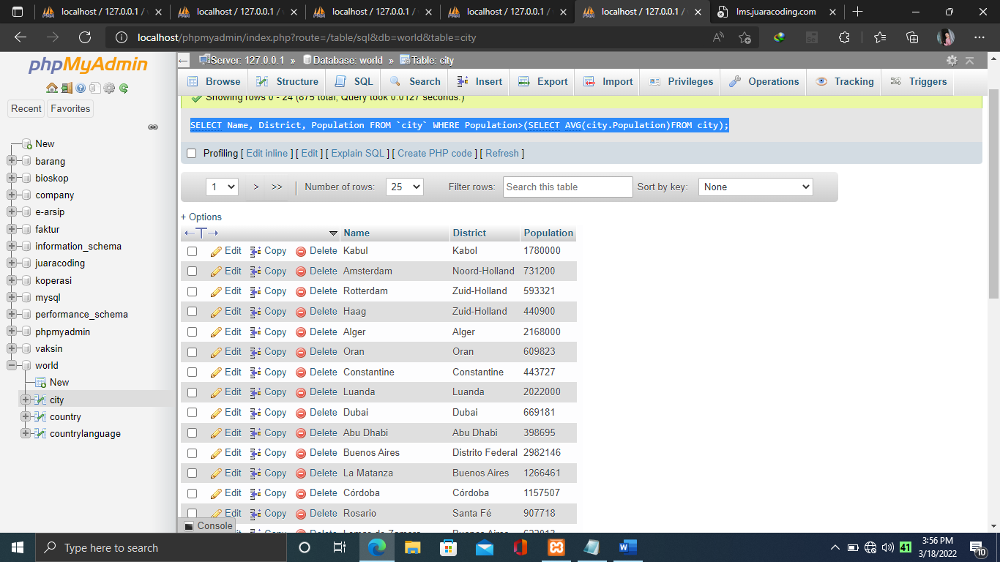 localhost / 127.0.0.1 /
localhost / 127.0.0.1 /
localhost / 127.0.0.1 /
localhost / 127.0.0.1 /
localhost / 127.0.0.1 /
lms.juaracoding.com
localhost/phpmyadmin/index.php?route=/table/sql&db=world&table=city
phpMyAdmin
Recent
Favorites
New
barang
bioskop
company
e-arsip
faktur
information_schema
juaracoding
koperasi
mysql
performance_schema
phpmyadmin
vaksin
world
New
city
country
countrylanguage
Server: 127.0.0.1 » Database: world » Table: city
Browse Structure SQL Search Insert Export Import Privileges Operations Tracking Triggers
Showing rows 0 - 24 (875 total, Query took 0.0127 seconds.)
SELECT Name, District, Population FROM `city` WHERE Population>(SELECT AVG(city.Population)FROM city);
Profiling [ Edit inline ] [ Edit ] [ Explain SQL ] [ Create PHP code ] [ Refresh ]
1 > >> | Number of rows: 25 Filter rows: Search this table Sort by key: None
+ Options
←T→ Name District Population
Edit Copy Delete Kabul Kabol 1780000
Edit Copy Delete Amsterdam Noord-Holland 731200
Edit Copy Delete Rotterdam Zuid-Holland 593321
Edit Copy Delete Haag Zuid-Holland 440900
Edit Copy Delete Alger Alger 2168000
Edit Copy Delete Oran Oran 609823
Edit Copy Delete Constantine Constantine 443727
Edit Copy Delete Luanda Luanda 2022000
Edit Copy Delete Dubai Dubai 669181
Edit Copy Delete Abu Dhabi Abu Dhabi 398695
Edit Copy Delete Buenos Aires Distrito Federal 2982146
Edit Copy Delete La Matanza Buenos Aires 1266461
Edit Copy Delete Córdoba Córdoba 1157507
Edit Copy Delete Rosario Santa Fé 907718
Console
Type here to search
41
3:56 PM
3/18/2022
10